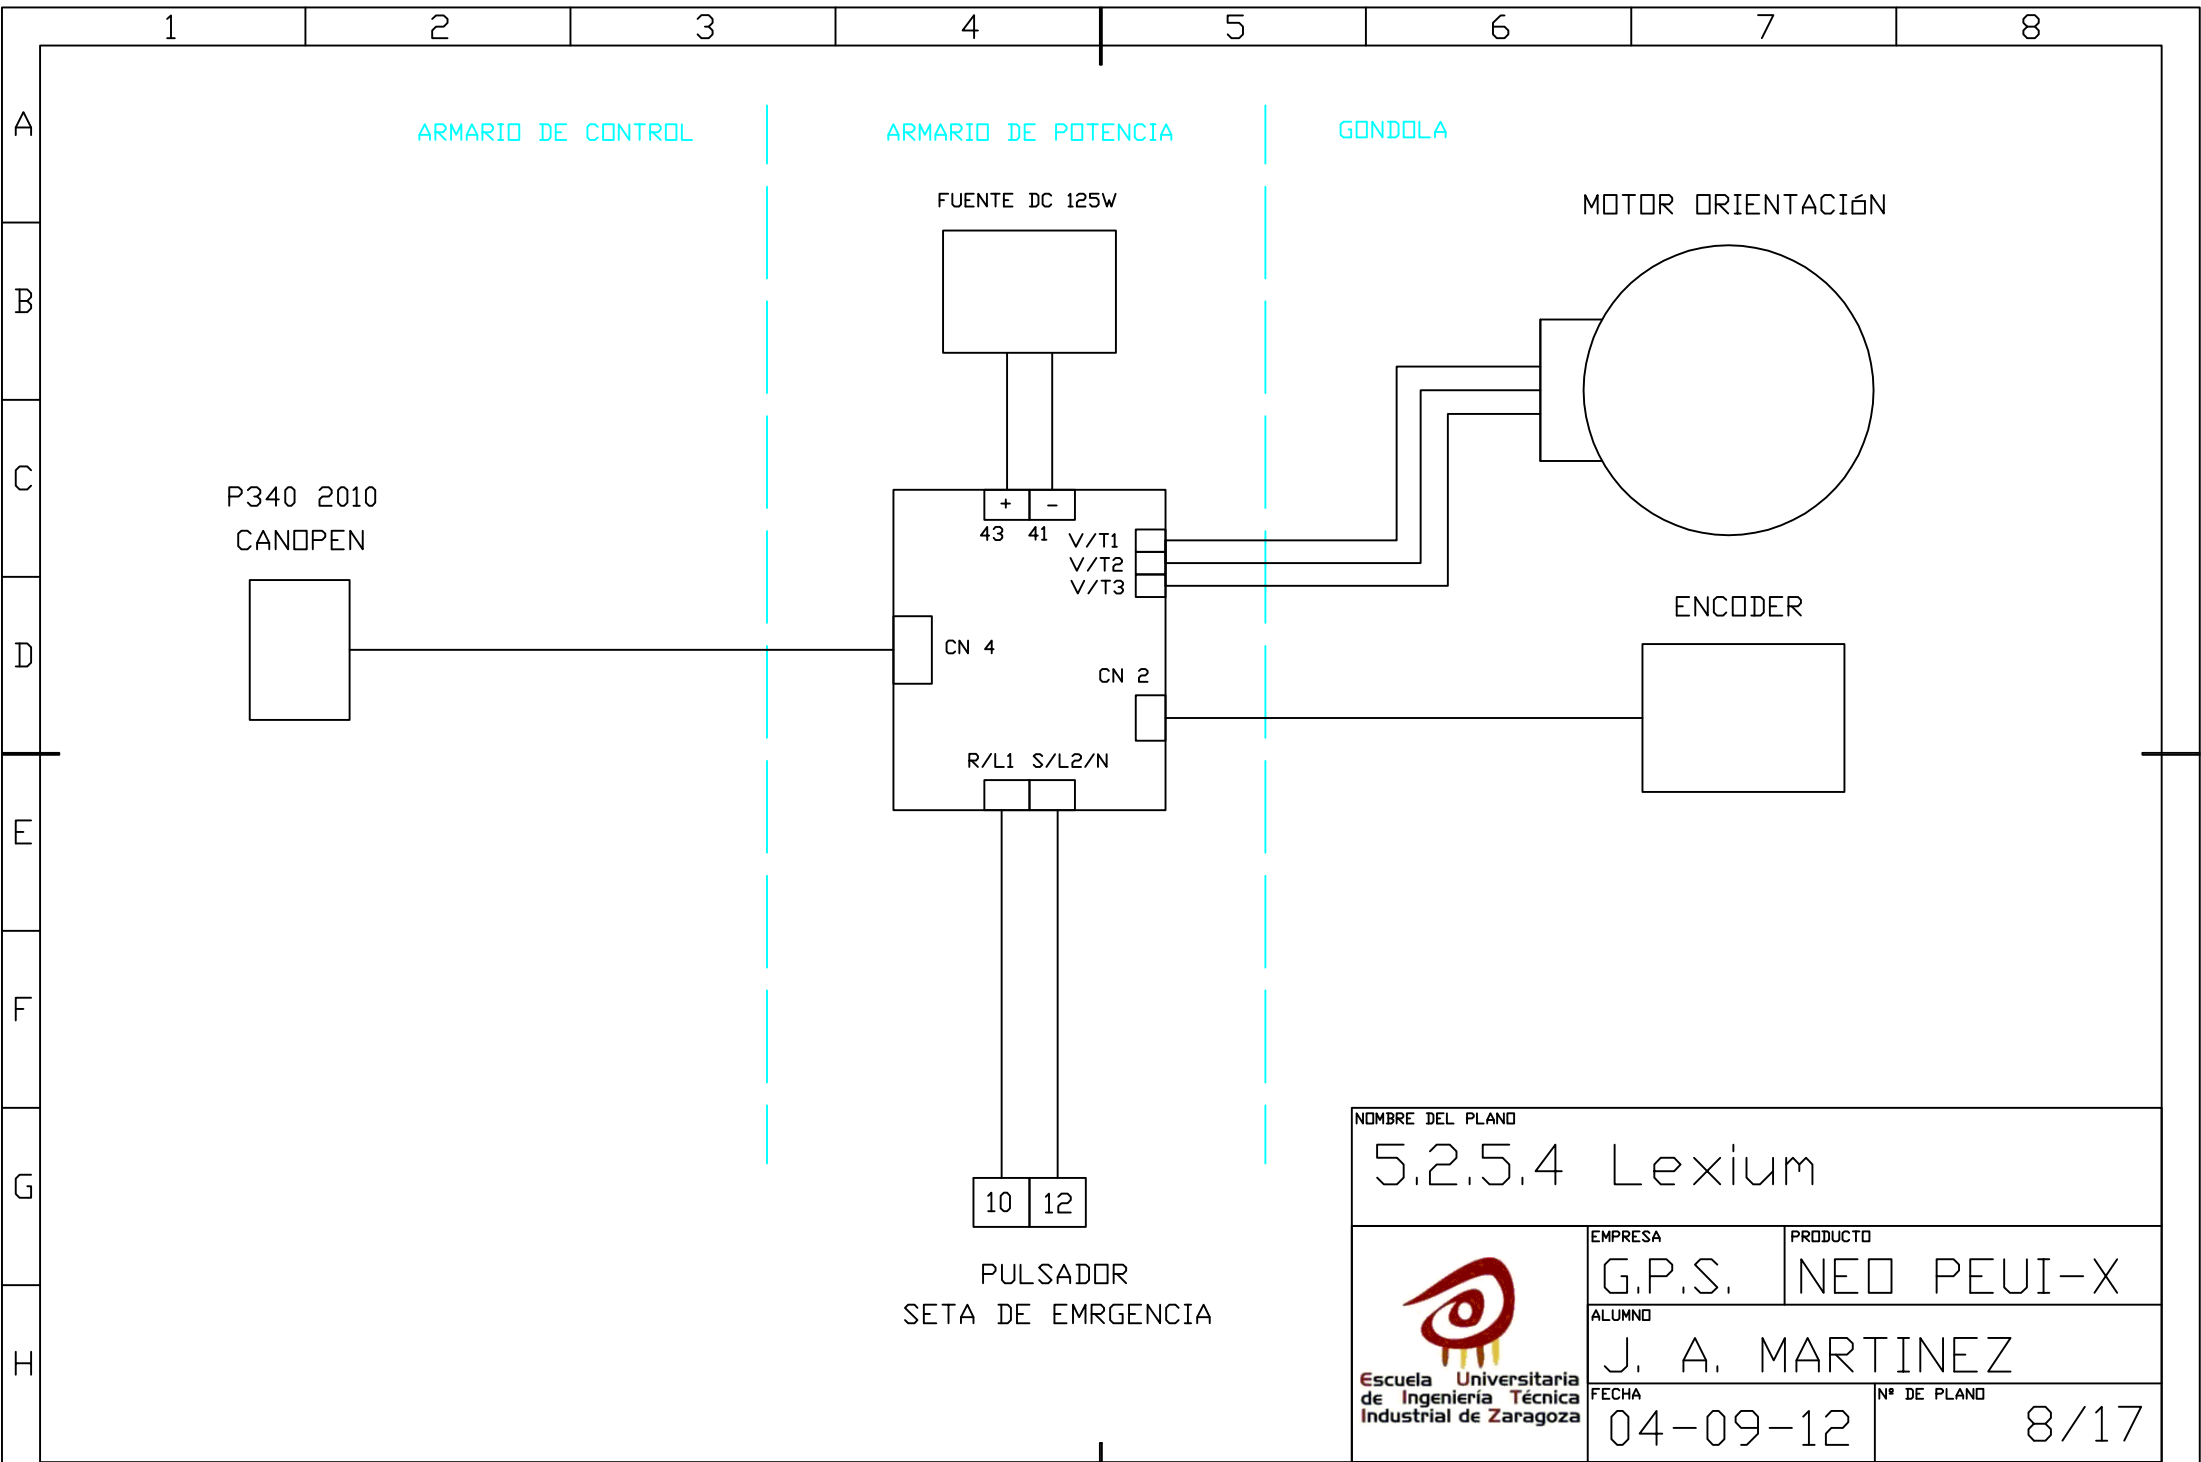 1 2 3 4 5 6 7 8
A
B
C
D
E
F
G
H
ARMARIO DE CONTROL
ARMARIO DE POTENCIA
GONDOLA
FUENTE DC 125W
MOTOR ORIENTACIóN
P340 2010
CANOPEN
+ -
43 41
V/T1
V/T2
V/T3
ENCODER
CN 4
CN 2
R/L1 S/L2/N
10 12
PULSADOR
SETA DE EMRGENCIA
NOMBRE DEL PLANO
5.2.5.4 Lexium
EMPRESA
G.P.S.
PRODUCTO
NEO PEUI-X
ALUMNO
J. A. MARTINEZ
FECHA
04-09-12
Nº DE PLANO
8/17
Escuela Universitaria
de Ingeniería Técnica
Industrial de Zaragoza